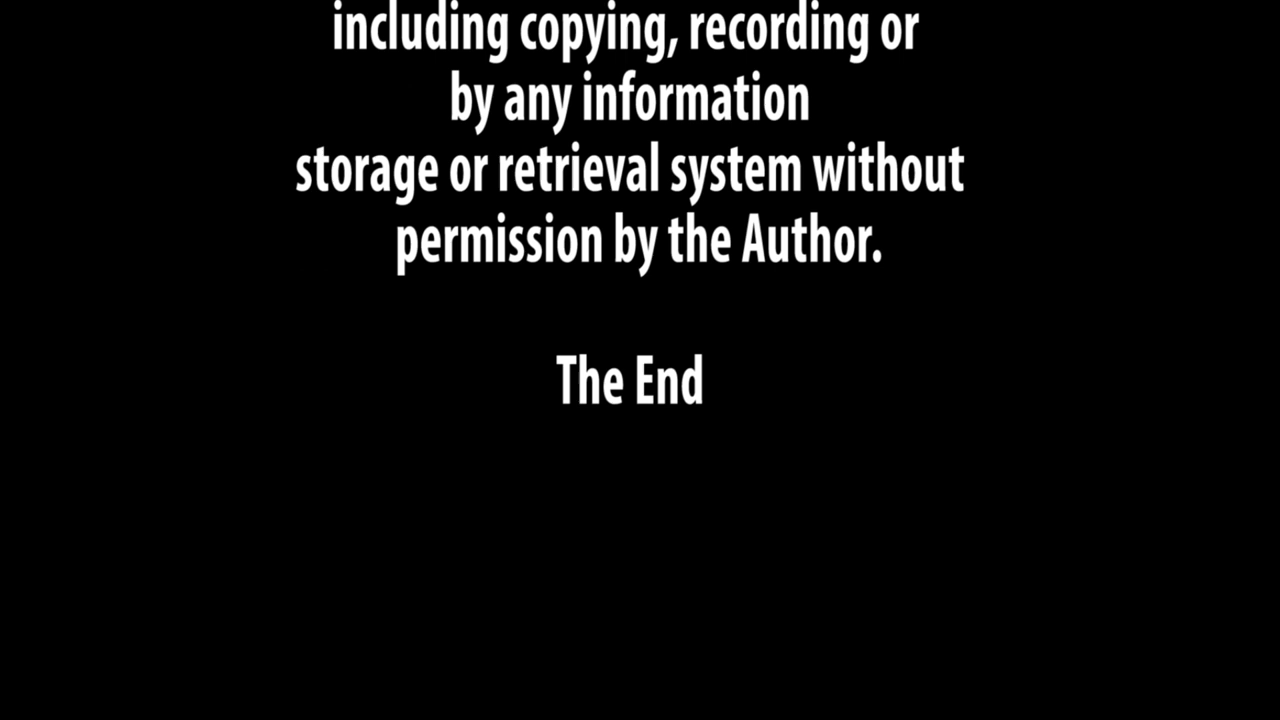 including copying, recording or
by any information
storage or retrieval system without
permission by the Author.
The End